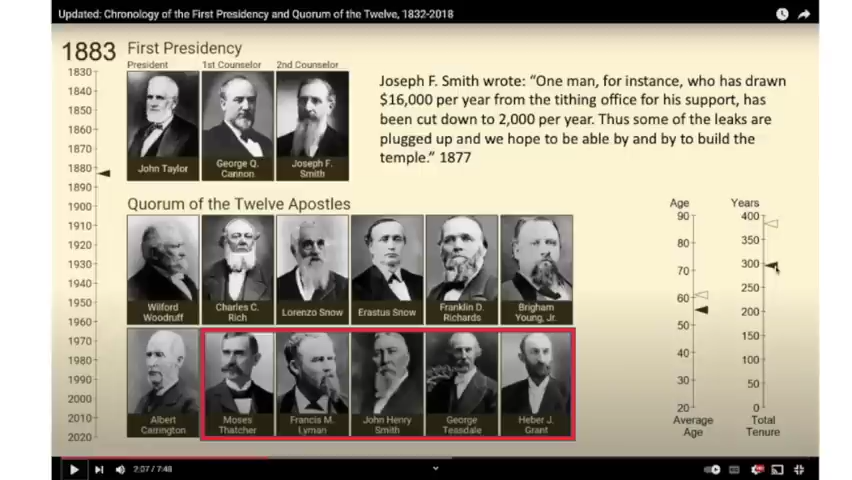 Updated: Chronology of the First Presidency and Quorum of the Twelve, 1832-2018
1883
First Presidency
President
1st Counselor
2nd Counselor
1830
1840
1850
1860
1870
1880
1890
1900
1910
1920
1930
1940
1950
1960
1970
1980
1990
2000
2010
2020
John Taylor
George Q.
Cannon
Joseph F.
Smith
Joseph F. Smith wrote: “One man, for instance, who has drawn
$16,000 per year from the tithing office for his support, has
been cut down to 2,000 per year. Thus some of the leaks are
plugged up and we hope to be able by and by to build the
temple.” 1877
Quorum of the Twelve Apostles
Wilford
Woodruff
Charles C.
Rich
Lorenzo Snow
Erastus Snow
Franklin D.
Richards
Brigham
Young, Jr.
Albert
Carrington
Moses
Thatcher
Francis M.
Lyman
John Henry
Smith
George
Teasdale
Heber J.
Grant
Age
90
80
70
60
50
40
30
20
Average
Age
Years
400
350
300
250
200
150
100
50
0
Total
Tenure
2:07 / 7:48